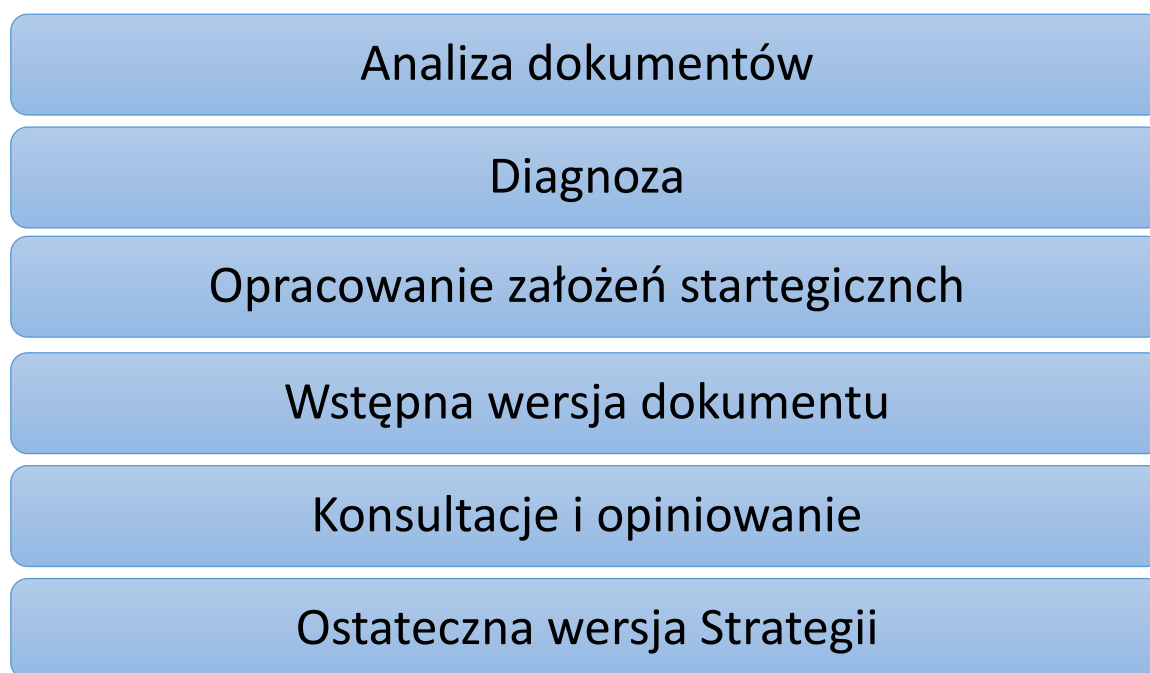 Analiza dokumentów
Diagnoza
Opracowanie założeń startegicznch
Wstępna wersja dokumentu
Konsultacje i opiniowanie
Ostateczna wersja Strategii